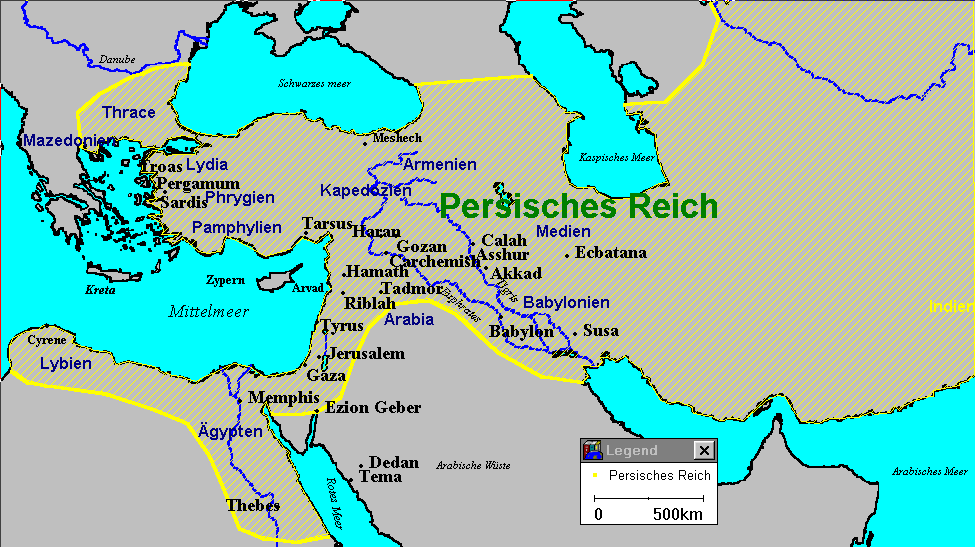 Danube
Schwarzes meer
Thrace
Mazedonien
Meshech
Kaspisches Meer
Troas
Lydia
Armenien
Pergamum
Kapedozien
Sardis
Phrygien
Persisches Reich
Pamphylien
Tarsus
Haran
Medien
Gozan
Calah
Asshur
Ecbatana
Carchemish
Akkad
Hamath
Zypern
Arvad
Kreta
Tadmor
Tigris
Riblah
Euphrates
Babylonien
Indien
Mittelmeer
Arabia
Tyrus
Babylon
Susa
Cyrene
Jerusalem
Lybien
Gaza
Memphis
Ezion Geber
Ägypten
Legend
Persisches Reich
0 500km
Dedan
Arabische Wüste
Arabisches Meer
Tema
Rotes Meer
Thebes